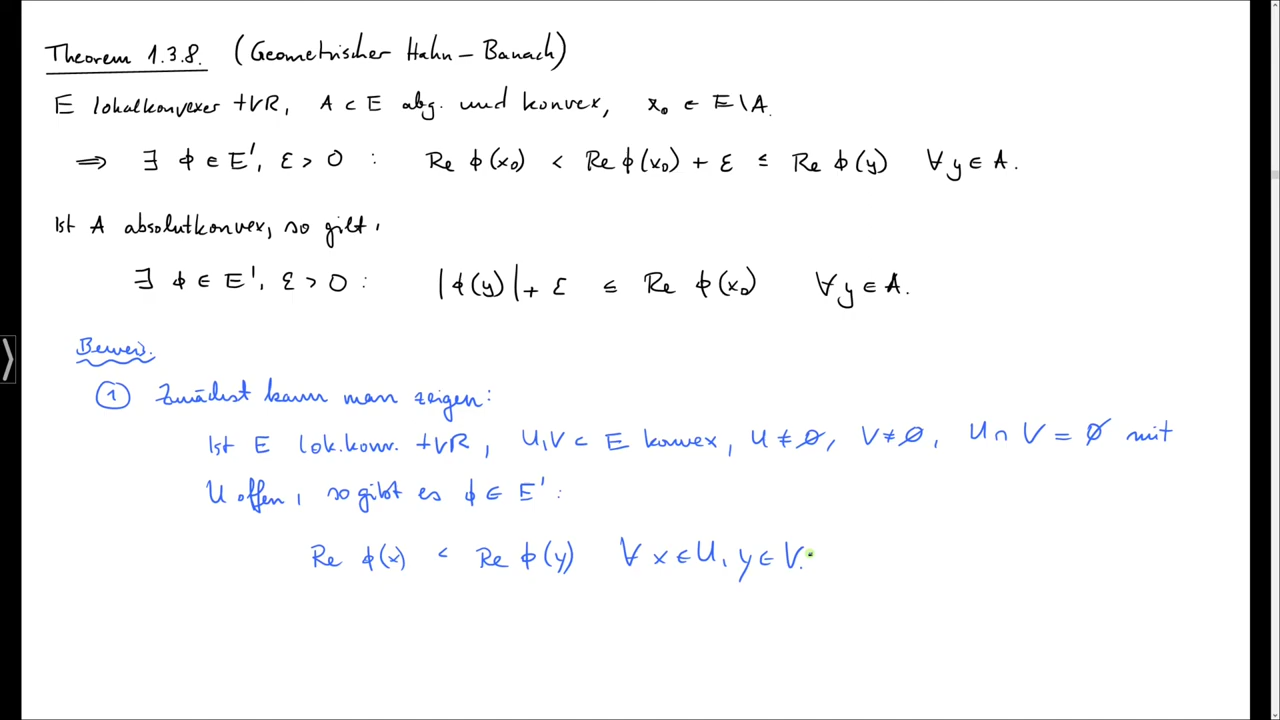 Theorem 1.3.8. (Geometrischer Hahn-Banach)
E lokalkonvexer tVR, A ⊂ E abg. und konvex, x₀ ∈ E\A.
⟹ ∃ ϕ ∈ E', ε > 0 : Re ϕ(x₀) < Re ϕ(x₀) + ε ≤ Re ϕ(y) ∀ y ∈ A.
Ist A absolutkonvex, so gilt,
∃ ϕ ∈ E', ε > 0 : |ϕ(y)| + ε ≤ Re ϕ(x₀) ∀ y ∈ A.
Beweis.
① Zunächst kann man zeigen:
Ist E lok.konv. tVR, U, V ⊂ E konvex, U ≠ ∅, V ≠ ∅, U ∩ V = ∅ mit
U offen, so gibt es ϕ ∈ E' :
Re ϕ(x) < Re ϕ(y) ∀ x ∈ U, y ∈ V.